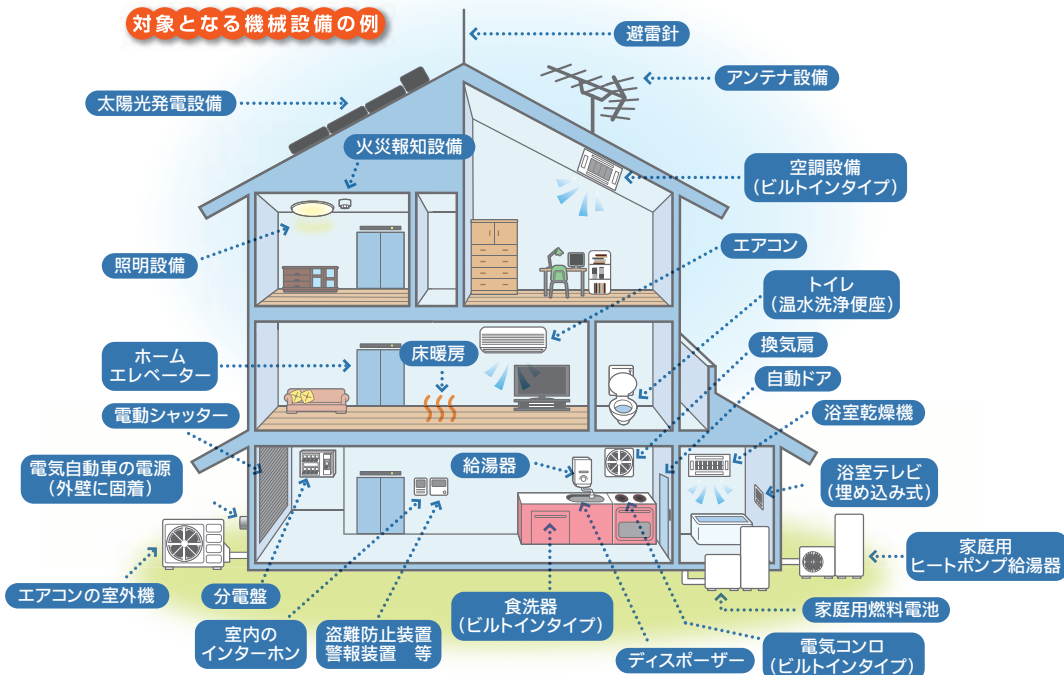 対象となる機械設備の例
避雷針
アンテナ設備
太陽光発電設備
火災報知設備
空調設備
（ビルトインタイプ）
エアコン
照明設備
トイレ
（温水洗浄便座）
換気扇
ホーム
エレベーター
床暖房
自動ドア
電動シャッター
浴室乾燥機
電気自動車の電源
（外壁に固着）
給湯器
浴室テレビ
（埋め込み式）
家庭用
ヒートポンプ給湯器
エアコンの室外機
分電盤
食洗器
（ビルトインタイプ）
家庭用燃料電池
室内の
インターホン
盗難防止装置
警報装置　等
ディスポーザー
電気コンロ
（ビルトインタイプ）